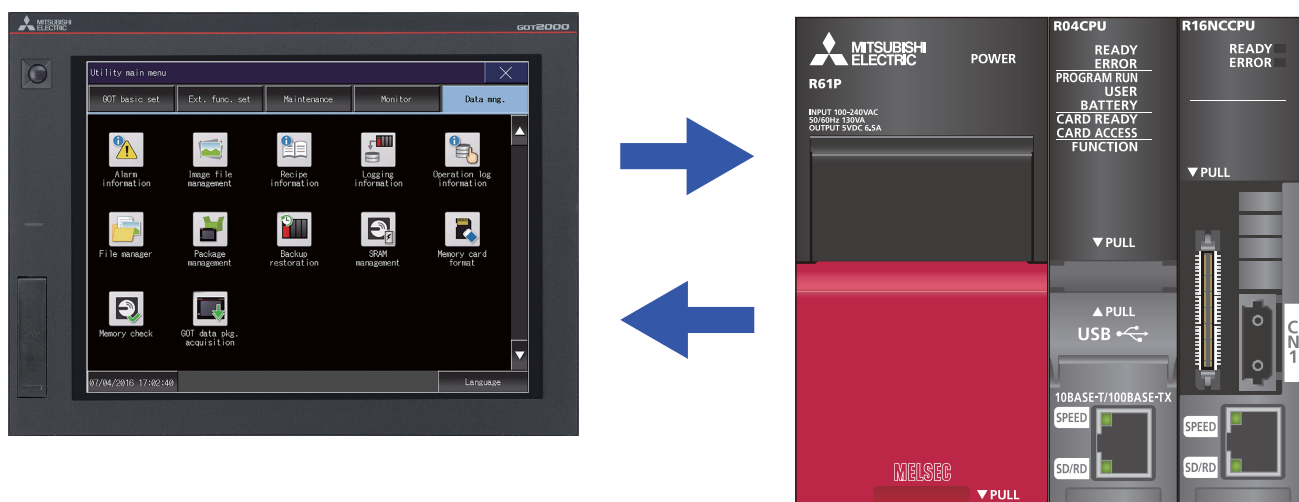 MITSUBISHI
ELECTRIC
GOT2000
Utility main menu
GOT basic set
Ext. func. set
Maintenance
Monitor
Data mng.
Alarm
information
Image file
management
Recipe
information
Logging
information
Operation log
information
File manager
Package
management
Backup
restoration
SRAM
management
Memory card
format
Memory check
GOT data pkg.
acquisition
07/04/2016 17:02:40
Language
MITSUBISHI
ELECTRIC
POWER
R61P
INPUT 100-240VAC
50/60Hz 130VA
OUTPUT 5VDC 6.5A
MELSEC
▼PULL
R04CPU
READY
ERROR
PROGRAM RUN
USER
BATTERY
CARD READY
CARD ACCESS
FUNCTION
▼PULL
▲PULL
USB
10BASE-T/100BASE-TX
SPEED
SD/RD
R16NCCPU
READY
ERROR
▼PULL
CN1
SPEED
SD/RD